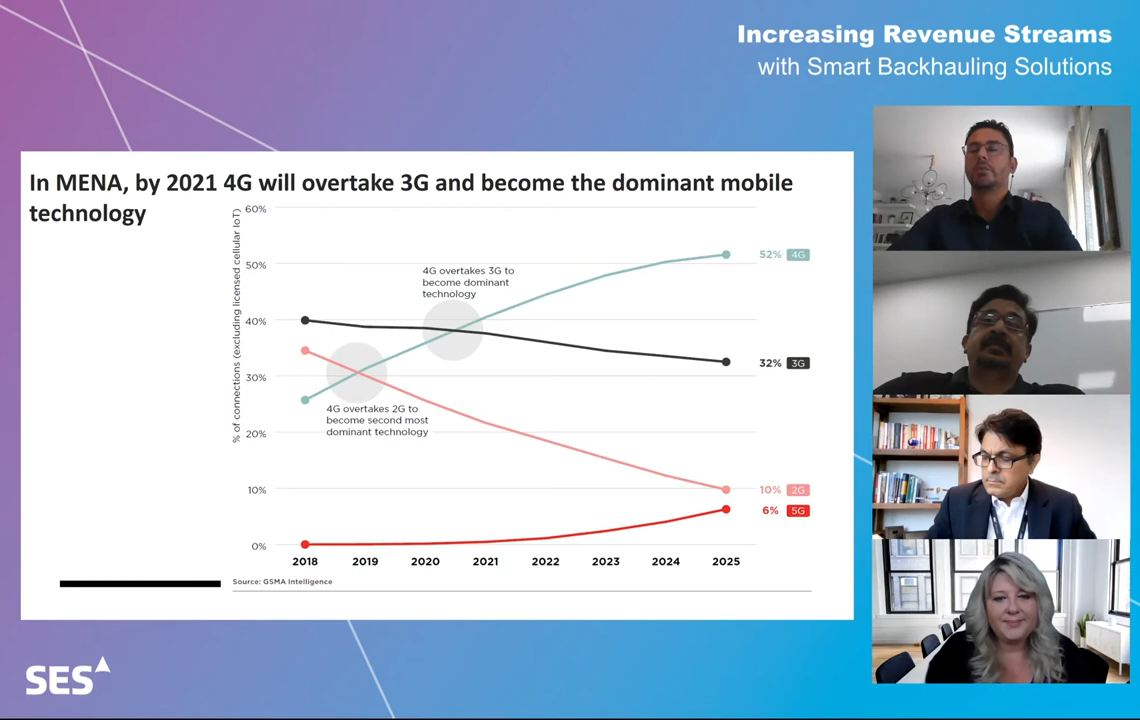 Increasing Revenue Streams
with Smart Backhauling Solutions
In MENA, by 2021 4G will overtake 3G and become the dominant mobile
technology
% of connections (excluding licensed cellular IoT)
60%
50%
40%
30%
20%
10%
0%
4G overtakes 3G to
become dominant
technology
4G overtakes 2G to
become second most
dominant technology
52% 4G
32% 3G
10% 2G
6% 5G
2018 2019 2020 2021 2022 2023 2024 2025
Source: GSMA Intelligence
SES